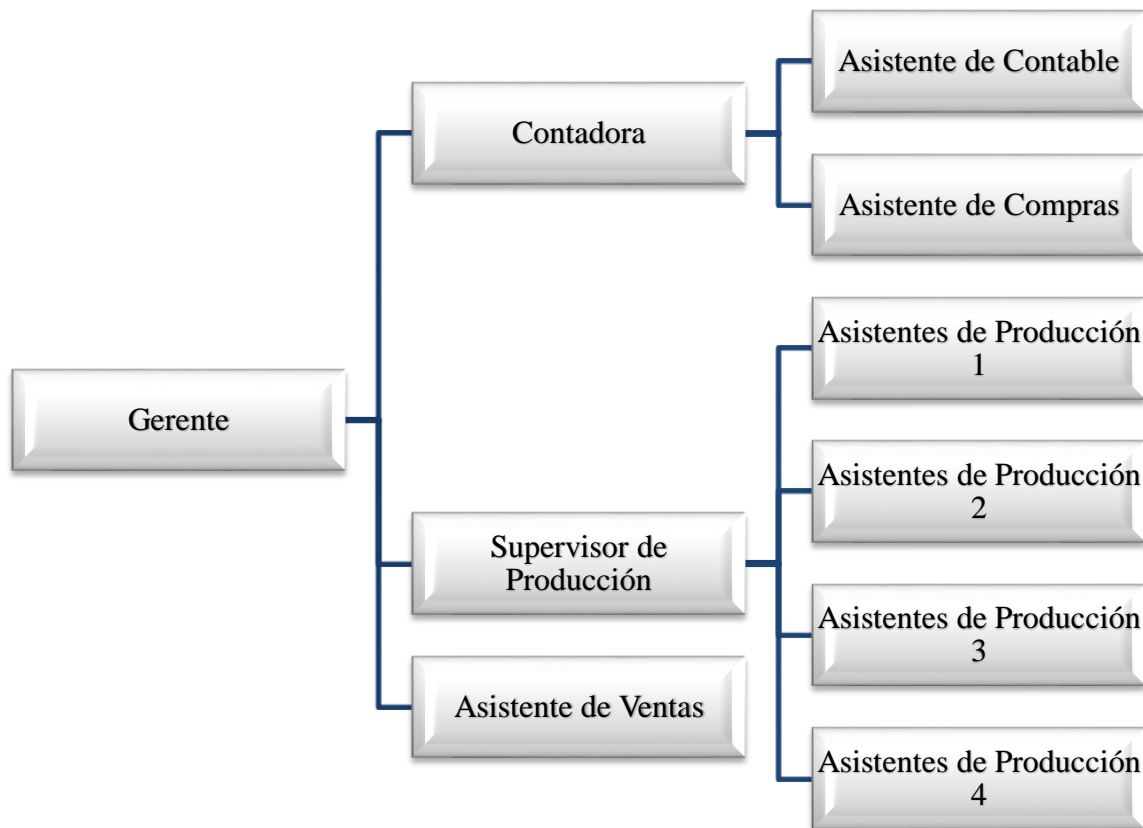 Asistente de Contable
Contadora
Asistente de Compras
Asistentes de Producción
1
Gerente
Asistentes de Producción
2
Supervisor de
Producción
Asistentes de Producción
3
Asistente de Ventas
Asistentes de Producción
4